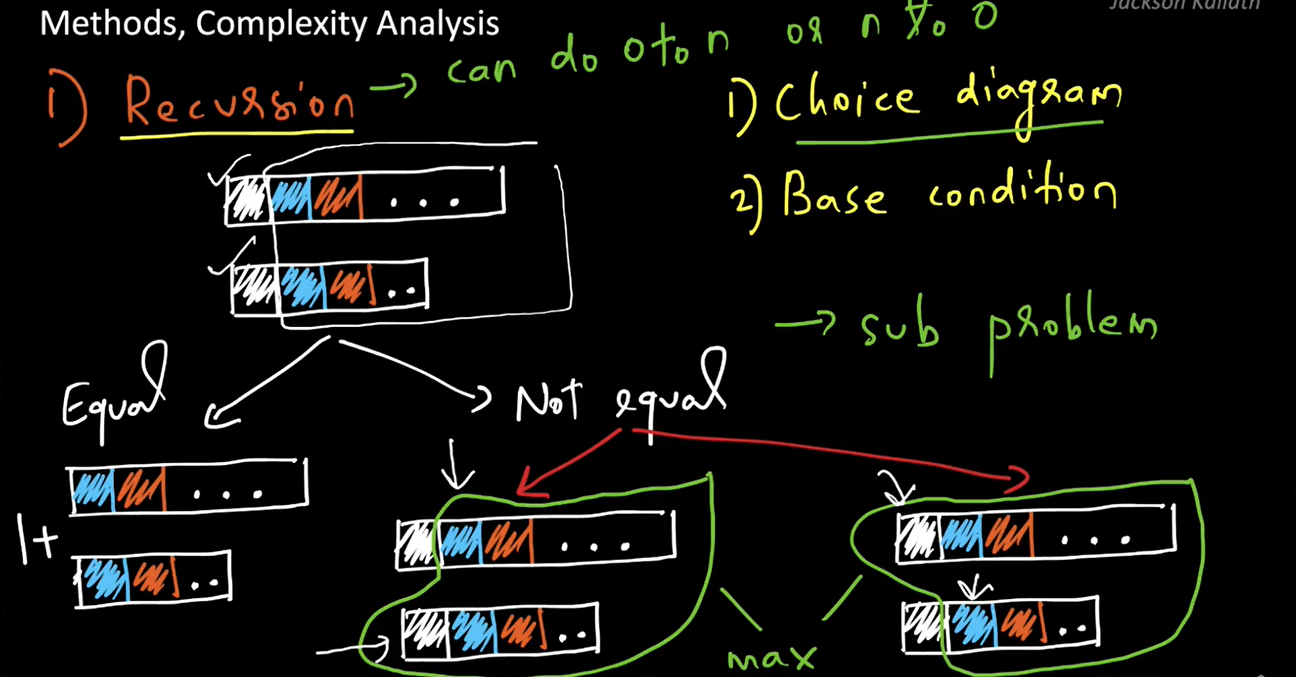 Methods, Complexity Analysis
Jackson Kailath
1) Recursion → can do 0 to n or n to 0
1) Choice diagram
2) Base condition
→ sub problem
Equal
Not equal
1+
max